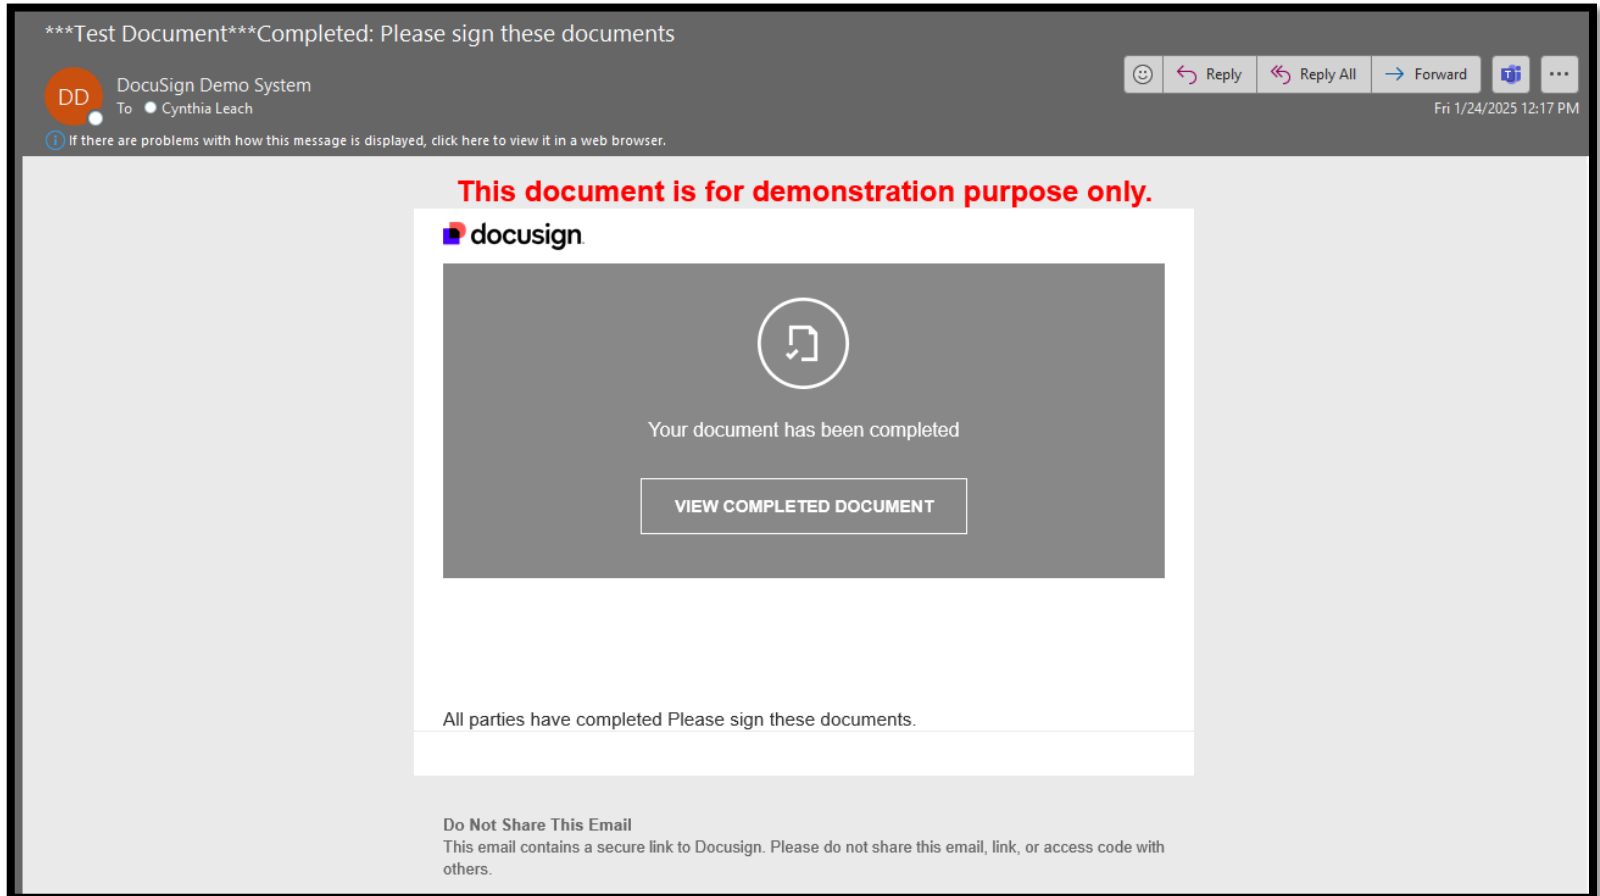 ***Test Document***Completed: Please sign these documents
DD
DocuSign Demo System
To Cynthia Leach
Reply
Reply All
Forward
Fri 1/24/2025 12:17 PM
If there are problems with how this message is displayed, click here to view it in a web browser.
This document is for demonstration purpose only.
docusign
Your document has been completed
VIEW COMPLETED DOCUMENT
All parties have completed Please sign these documents.
Do Not Share This Email
This email contains a secure link to Docusign. Please do not share this email, link, or access code with
others.